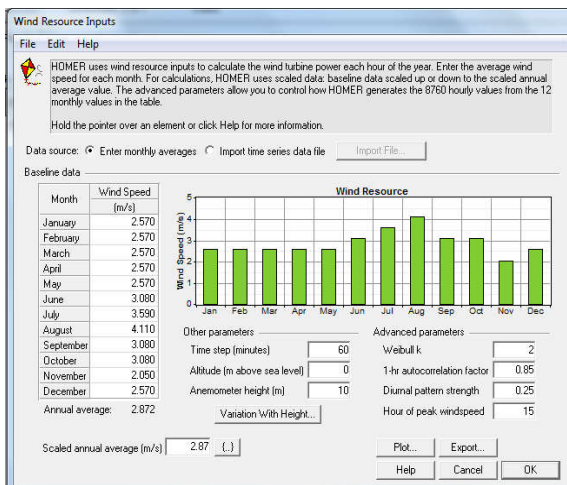 Wind Resource Inputs
File Edit Help
HOMER uses wind resource inputs to calculate the wind turbine power each hour of the year. Enter the average wind
speed for each month. For calculations, HOMER uses scaled data: baseline data scaled up or down to the scaled annual
average value. The advanced parameters allow you to control how HOMER generates the 8760 hourly values from the 12
monthly values in the table.
Hold the pointer over an element or click Help for more information.
Data source: Enter monthly averages Import time series data file Import File...
Baseline data
Month Wind Speed
(m/s)
January 2.570
February 2.570
March 2.570
April 2.570
May 2.570
June 3.080
July 3.590
August 4.110
September 3.080
October 3.080
November 2.050
December 2.570
Annual average: 2.872
Wind Resource
Wind Speed (m/s)
5
4
3
2
1
0
Jan Feb Mar Apr May Jun Jul Aug Sep Oct Nov Dec
Other parameters
Time step (minutes) 60
Altitude (m above sea level) 0
Anemometer height (m) 10
Variation With Height...
Advanced parameters
Weibull k 2
1-hr autocorrelation factor 0.85
Diurnal pattern strength 0.25
Hour of peak windspeed 15
Scaled annual average (m/s) 2.87 {..}
Plot... Export...
Help Cancel OK